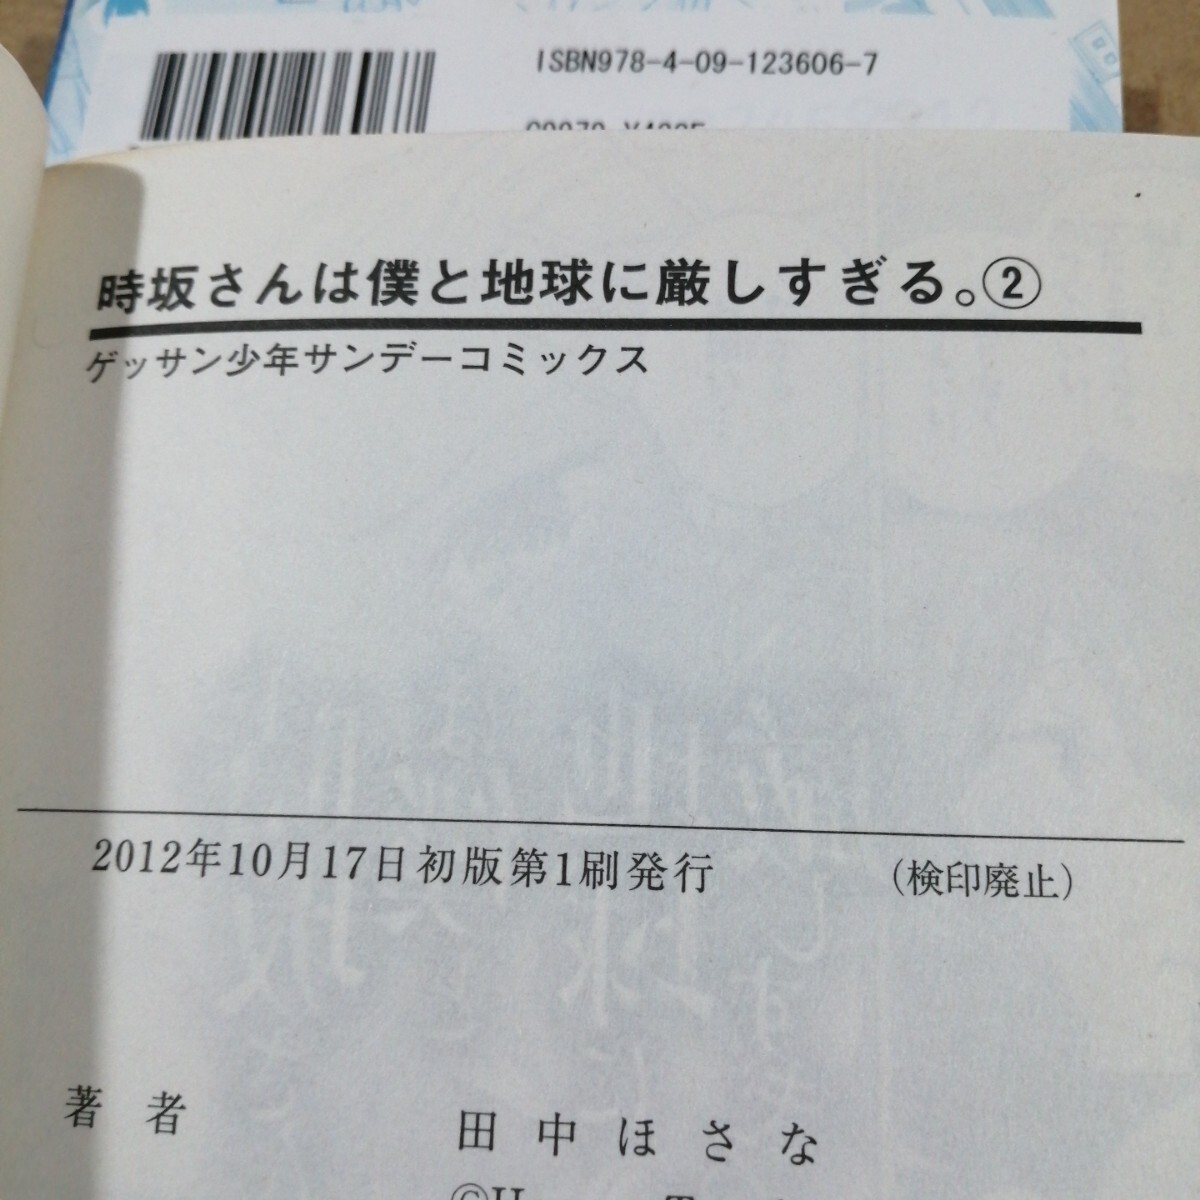 ISBN978-4-09-123606-7
時坂さんは僕と地球に厳しすぎる。②
ゲッサン少年サンデーコミックス
2012年10月17日初版第1刷発行 (検印廃止)
著者 田中ほさな